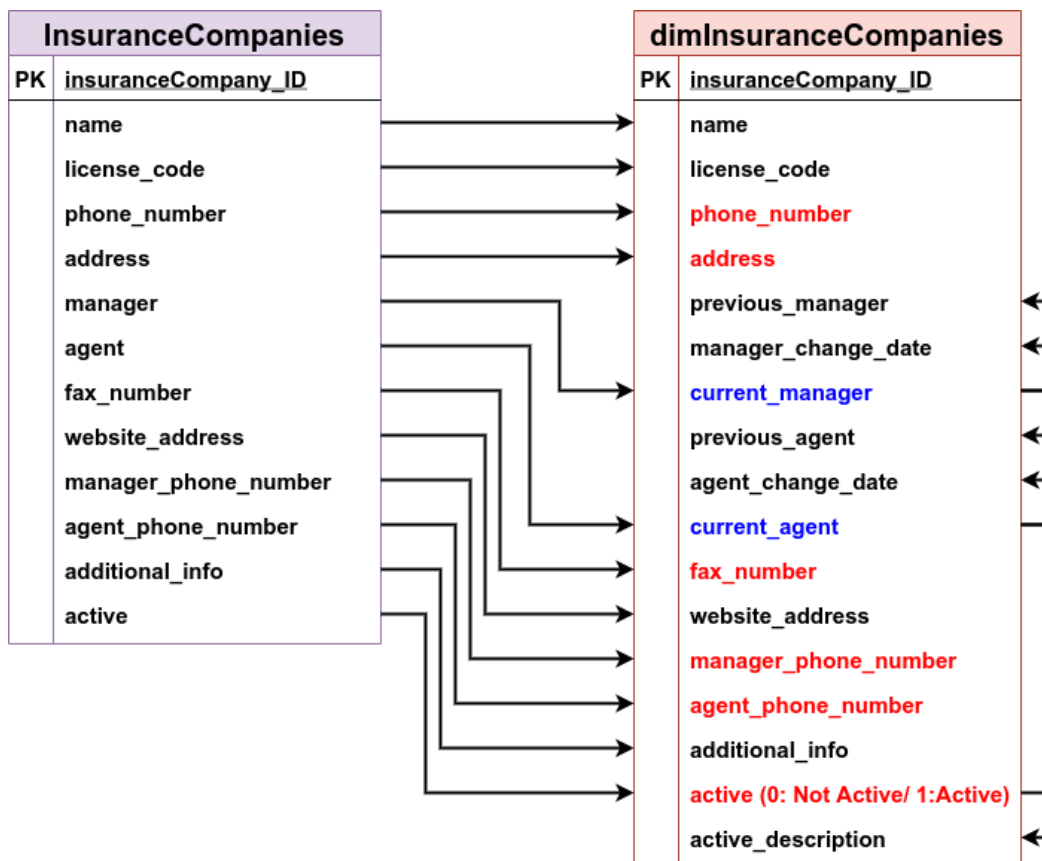 InsuranceCompanies
PK insuranceCompany_ID
name
license_code
phone_number
address
manager
agent
fax_number
website_address
manager_phone_number
agent_phone_number
additional_info
active
dimInsuranceCompanies
PK insuranceCompany_ID
name
license_code
phone_number
address
previous_manager
manager_change_date
current_manager
previous_agent
agent_change_date
current_agent
fax_number
website_address
manager_phone_number
agent_phone_number
additional_info
active (0: Not Active/ 1:Active)
active_description